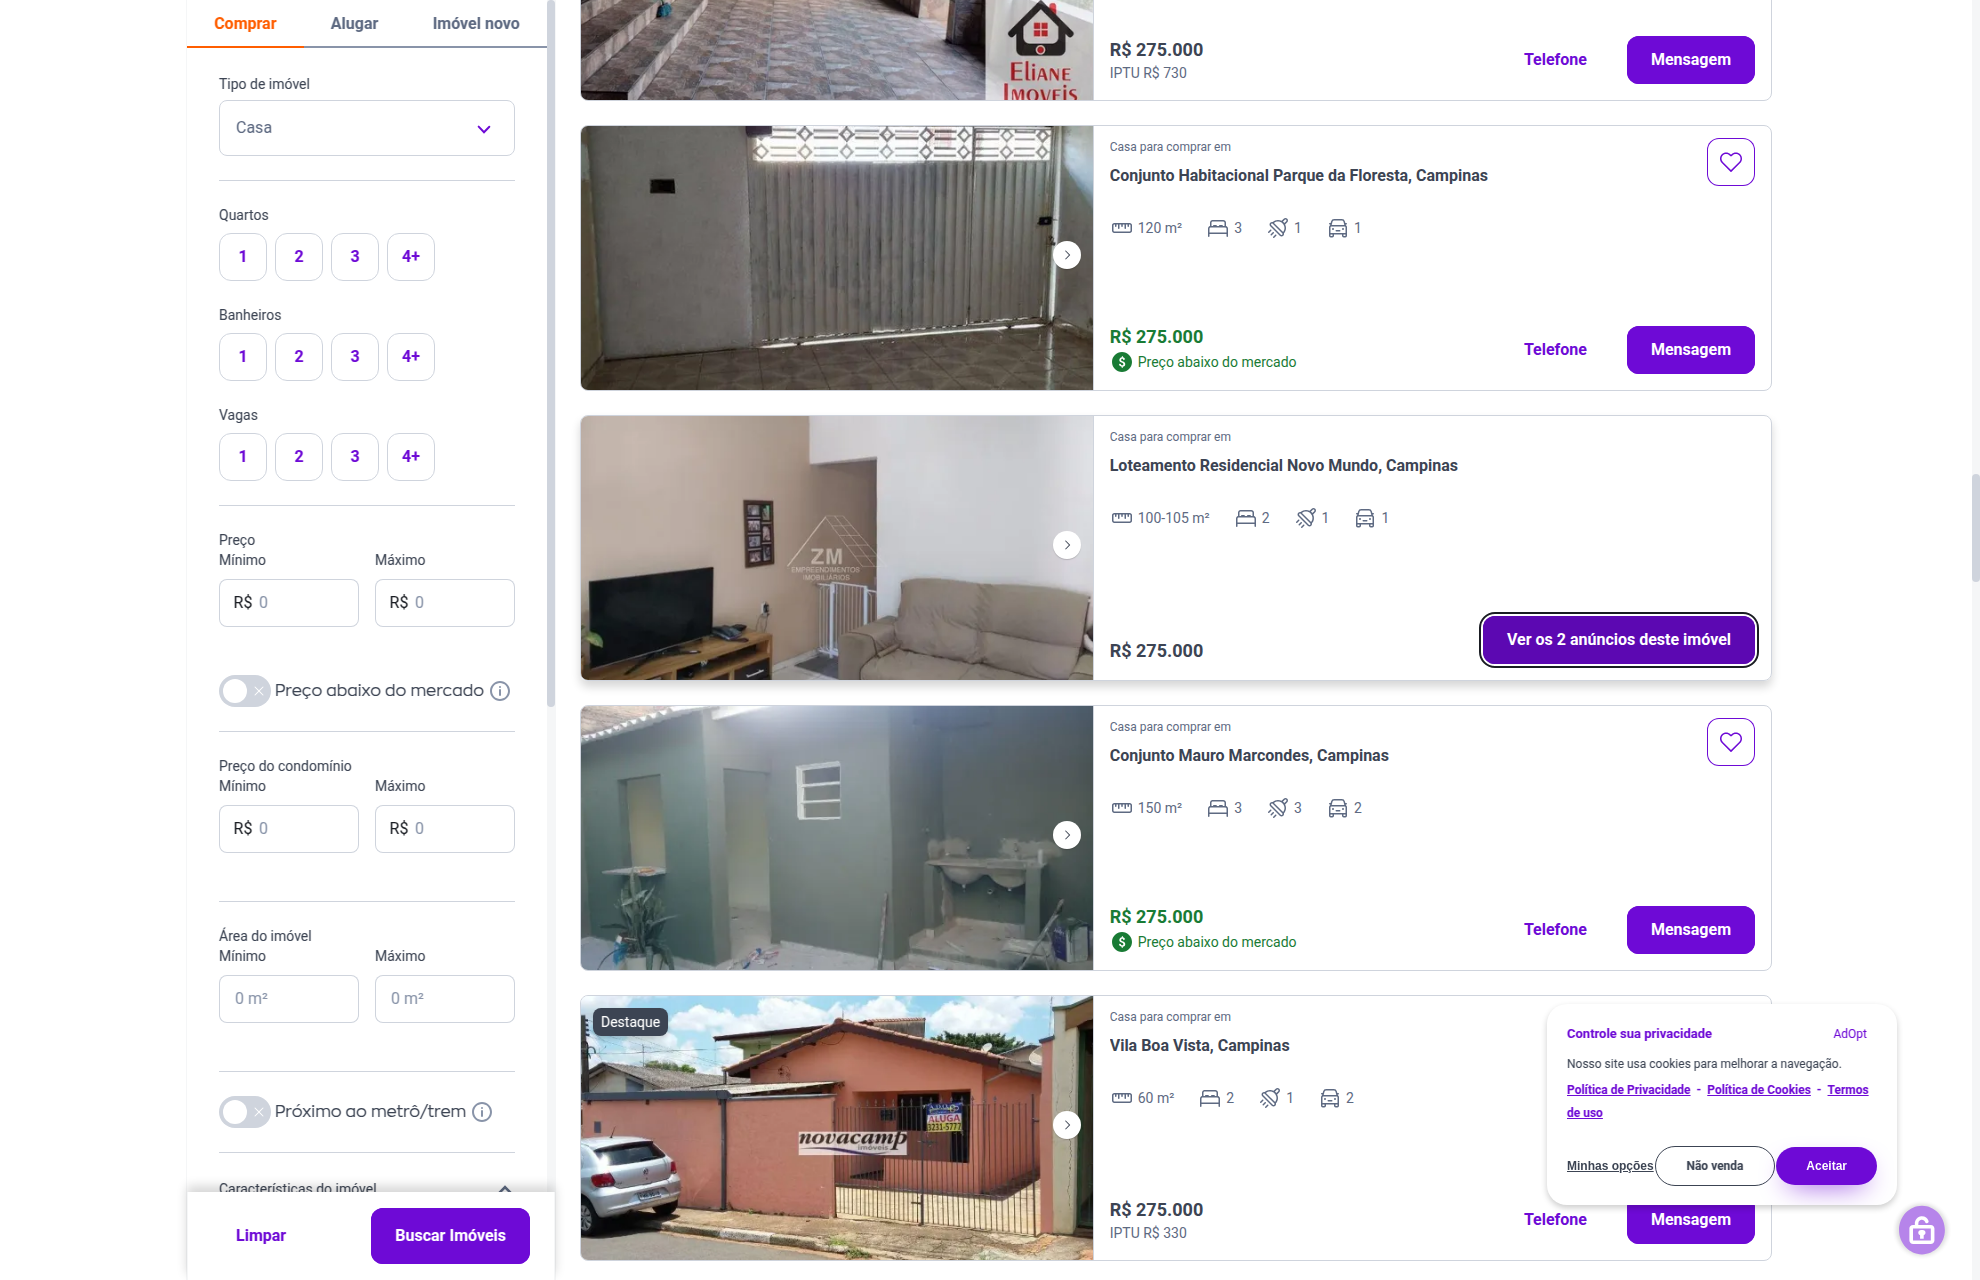 Comprar
Alugar
Imóvel novo
Tipo de imóvel
Casa
Quartos
1
2
3
4+
Banheiros
1
2
3
4+
Vagas
1
2
3
4+
Preço
Mínimo
Máximo
R$ 0
R$ 0
Preço abaixo do mercado
Preço do condomínio
Mínimo
Máximo
R$ 0
R$ 0
Área do imóvel
Mínimo
Máximo
0 m²
0 m²
Próximo ao metrô/trem
Características do imóvel
Limpar
Buscar Imóveis
ELIANE
IMOVEIS
R$ 275.000
IPTU R$ 730
Telefone
Mensagem
Casa para comprar em
Conjunto Habitacional Parque da Floresta, Campinas
120 m²
3
1
1
R$ 275.000
$ Preço abaixo do mercado
Telefone
Mensagem
ZM
EMPREENDIMENTOS
IMOBILIÁRIOS
Casa para comprar em
Loteamento Residencial Novo Mundo, Campinas
100-105 m²
2
1
1
R$ 275.000
Ver os 2 anúncios deste imóvel
Casa para comprar em
Conjunto Mauro Marcondes, Campinas
150 m²
3
3
2
R$ 275.000
$ Preço abaixo do mercado
Telefone
Mensagem
Destaque
ALUGA
3231-5777
novacamp
imóveis
Casa para comprar em
Vila Boa Vista, Campinas
60 m²
2
1
2
R$ 275.000
IPTU R$ 330
Telefone
Mensagem
Controle sua privacidade
AdOpt
Nosso site usa cookies para melhorar a navegação.
Política de Privacidade - Política de Cookies - Termos
de uso
Minhas opções
Não venda
Aceitar